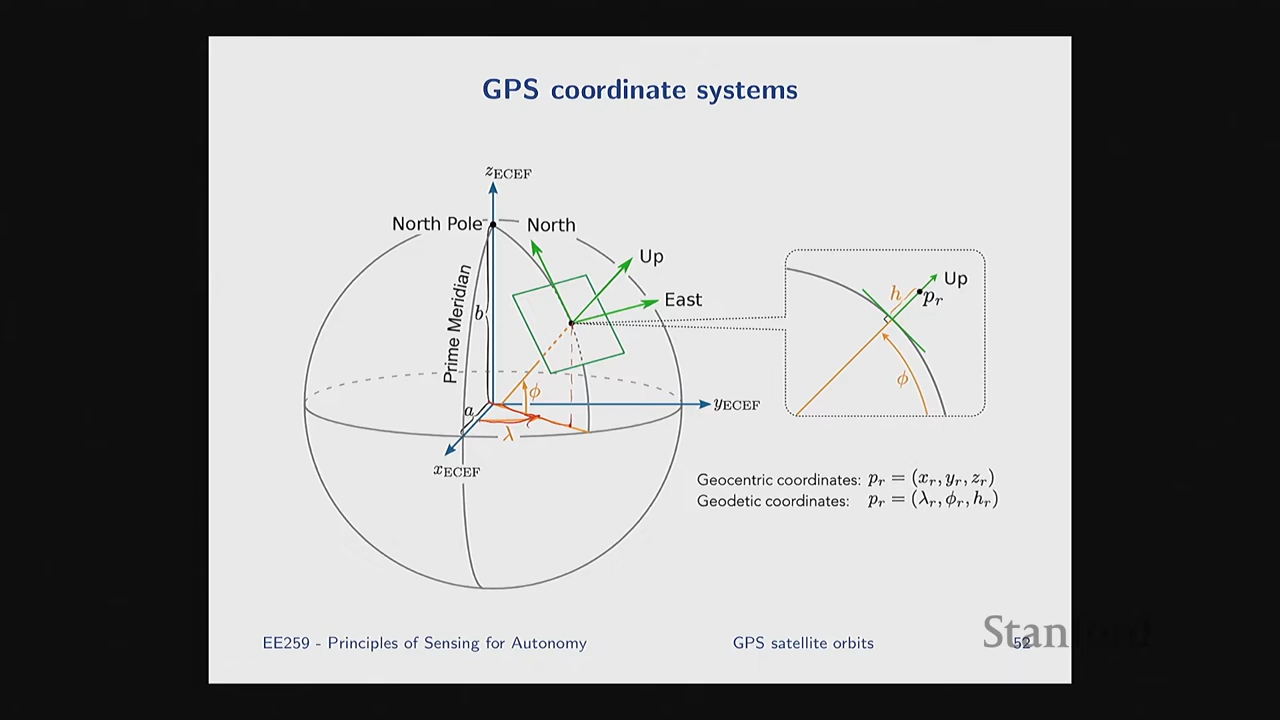 GPS coordinate systems
z_ECEF
North Pole
North
Up
East
Prime Meridian
b
ϕ
a
y_ECEF
λ
x_ECEF
Up
h
p_r
ϕ
Geocentric coordinates: p_r = (x_r, y_r, z_r)
Geodetic coordinates: p_r = (λ_r, ϕ_r, h_r)
EE259 - Principles of Sensing for Autonomy
GPS satellite orbits
52
Stanford